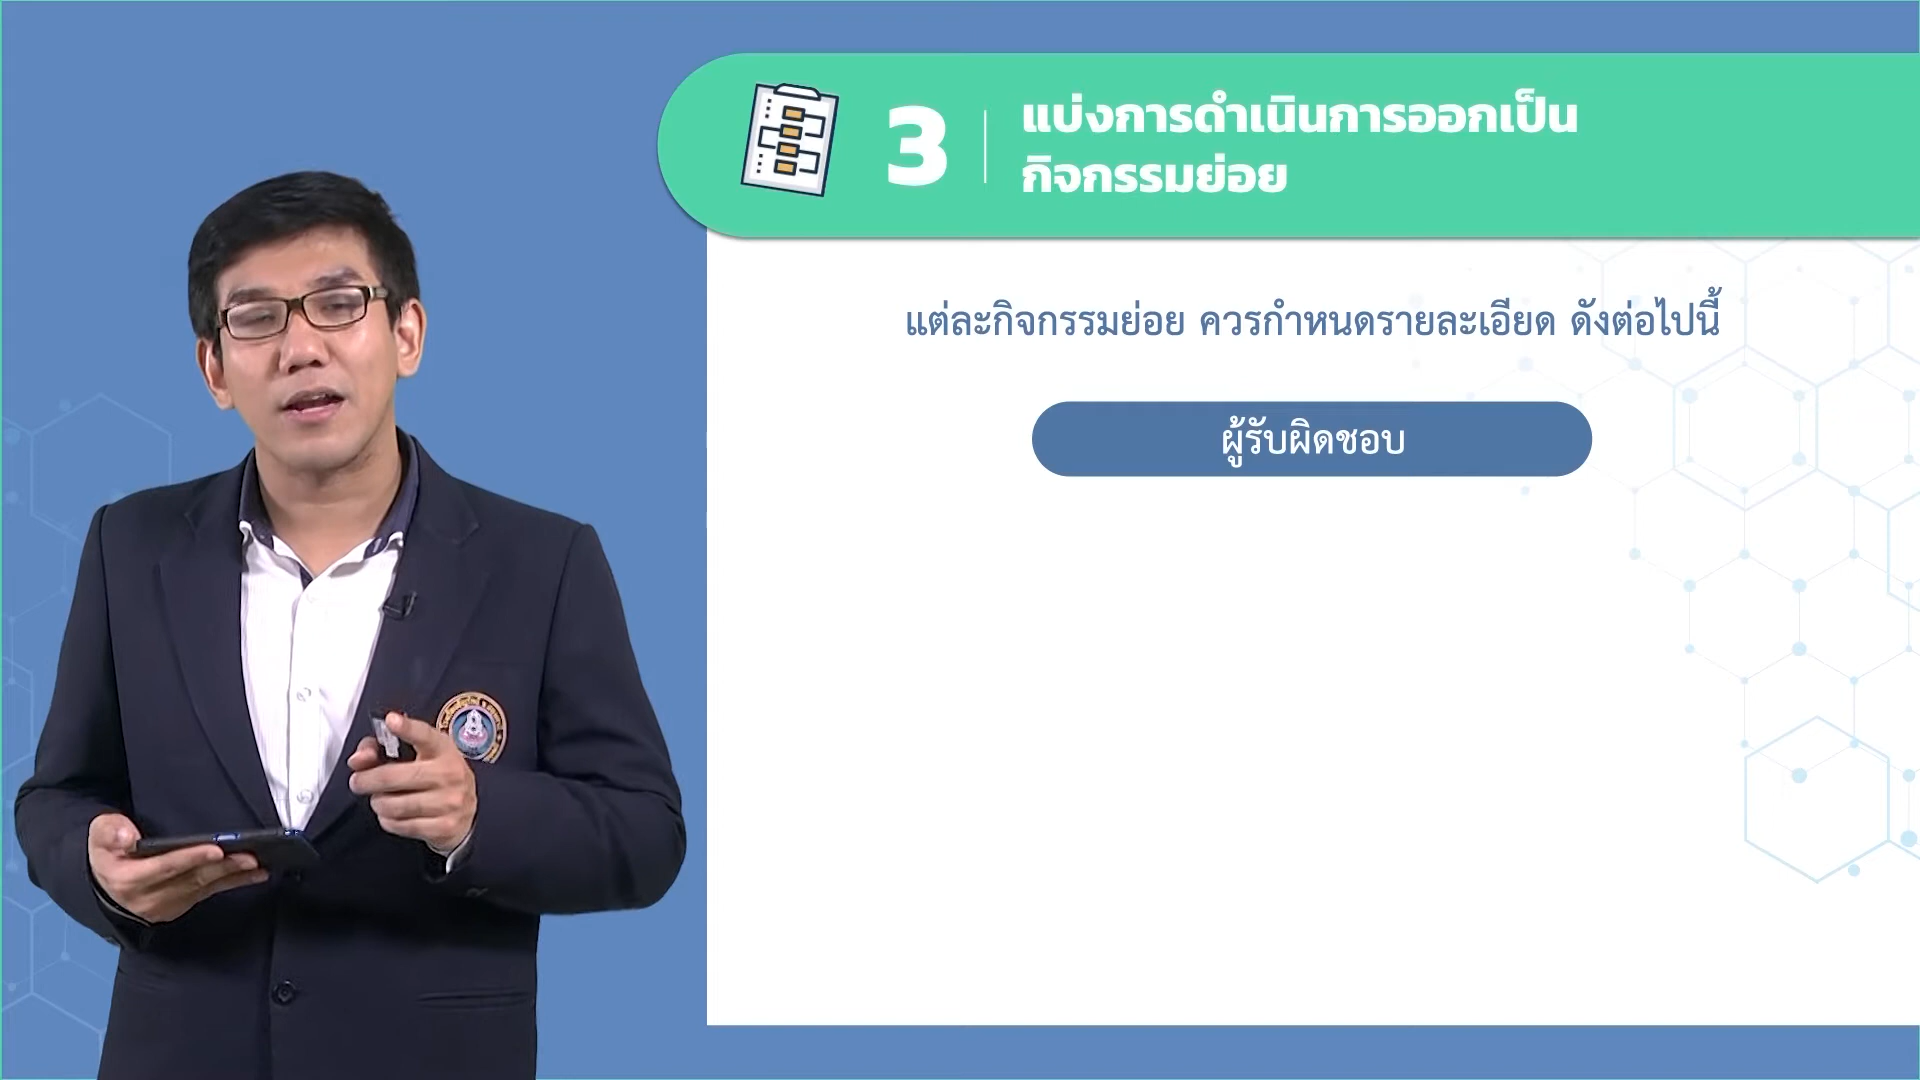 3
แบ่งการดำเนินการออกเป็น
กิจกรรมย่อย
แต่ละกิจกรรมย่อย ควรกำหนดรายละเอียด ดังต่อไปนี้
ผู้รับผิดชอบ